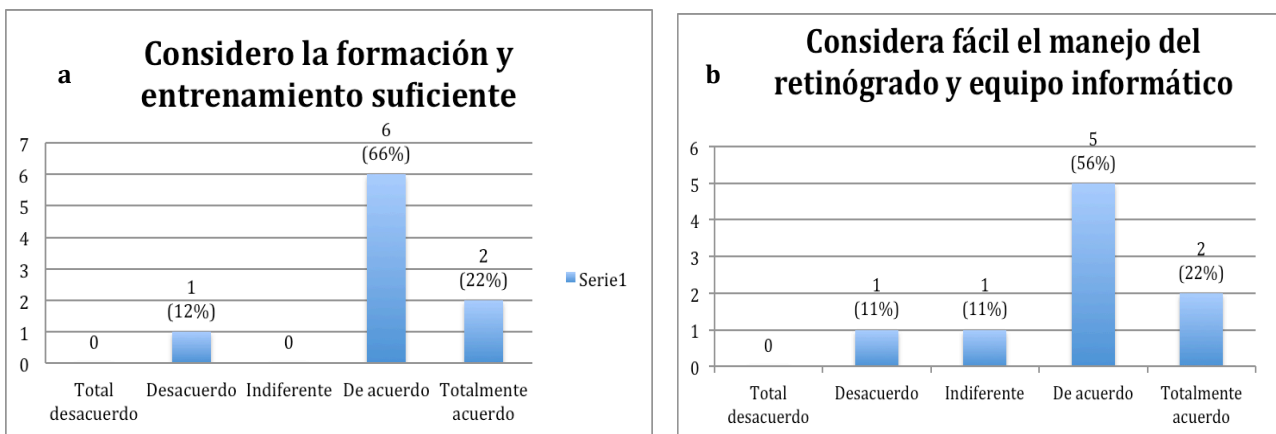 a
Considero la formación y
entrenamiento suficiente
7
6
5
4
3
2
1
0
0
1
(12%)
0
6
(66%)
2
(22%)
Total
desacuerdo
Desacuerdo
Indiferente
De acuerdo
Totalmente
acuerdo
Serie1
b
Considera fácil el manejo del
retinógrado y equipo informático
6
5
4
3
2
1
0
0
1
(11%)
1
(11%)
5
(56%)
2
(22%)
Total
desacuerdo
Desacuerdo
Indiferente
De acuerdo
Totalmente
acuerdo